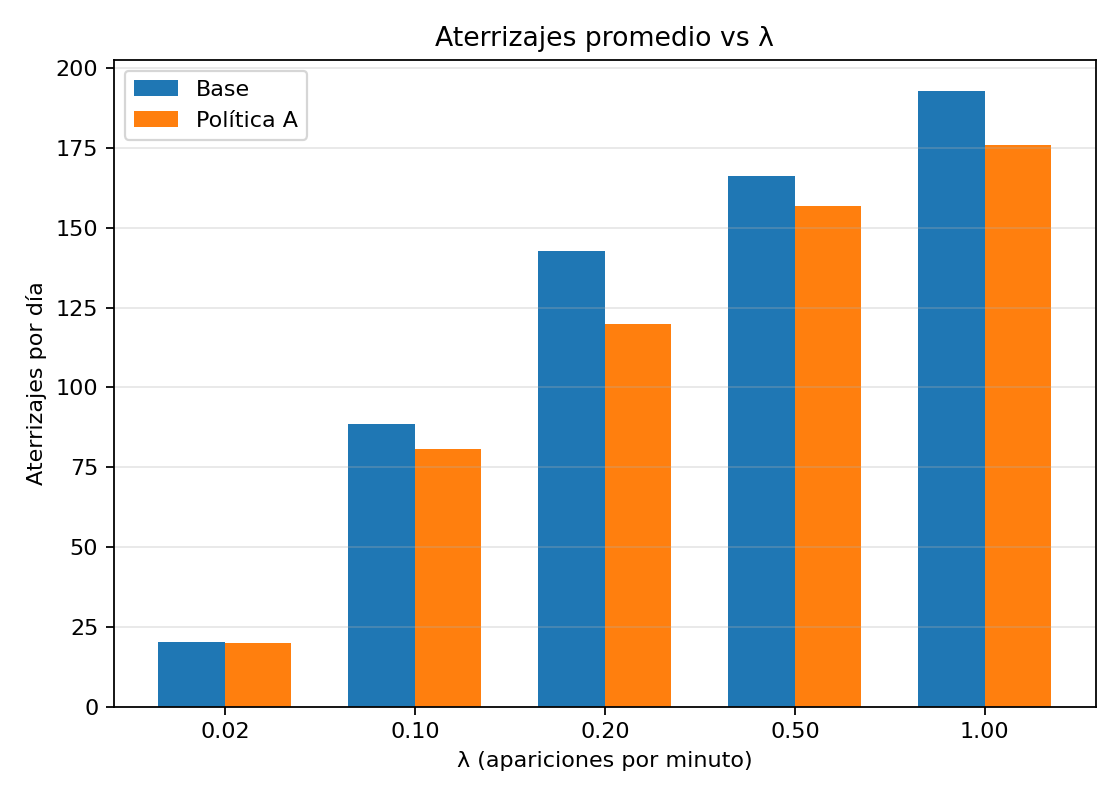 Aterrizajes promedio vs λ
Base
Política A
Aterrizajes por día
200
175
150
125
100
75
50
25
0
0.02 0.10 0.20 0.50 1.00
λ (apariciones por minuto)